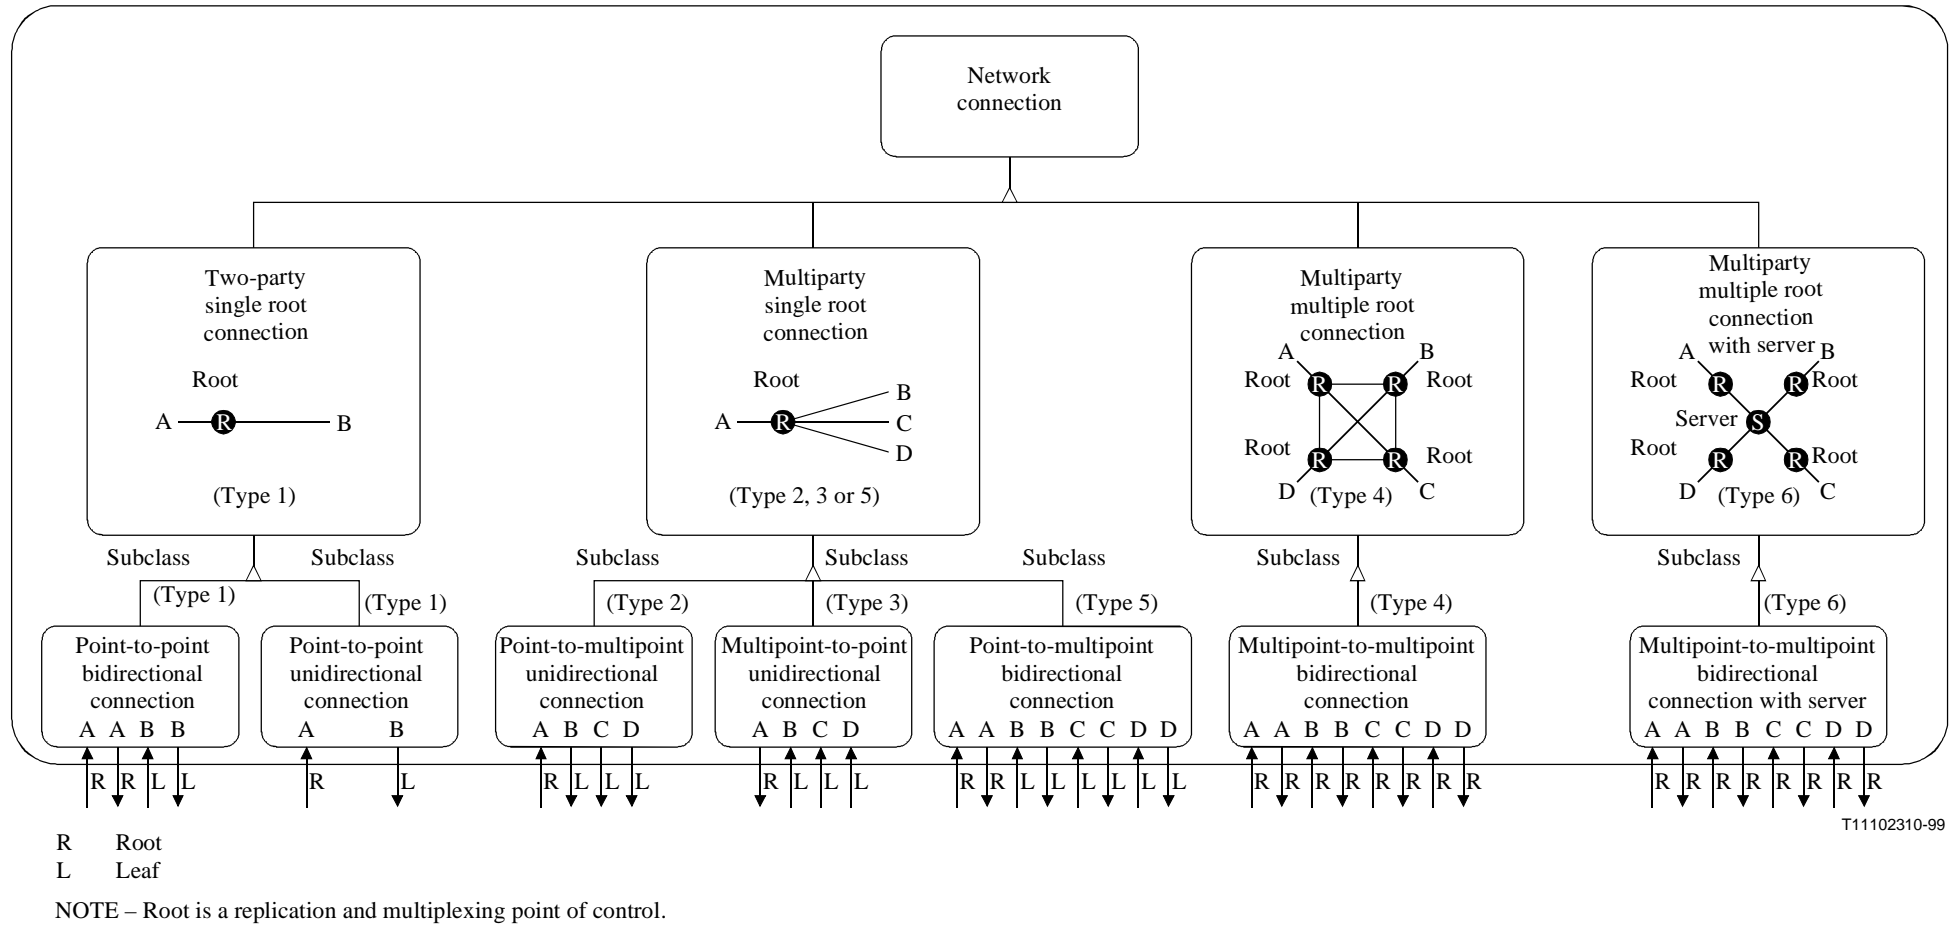 Network
connection
Two-party
single root
connection
Root
A R B
(Type 1)
Multiparty
single root
connection
Root
B
A R C
D
(Type 2, 3 or 5)
Multiparty
multiple root
connection
A B
Root R R Root
Root R R Root
D (Type 4) C
Multiparty
multiple root
connection
with server
A B
Root R R Root
Server S
Root R R Root
D (Type 6) C
Subclass Subclass Subclass Subclass Subclass Subclass Subclass
(Type 1) (Type 1) (Type 2) (Type 3) (Type 5) (Type 4) (Type 6)
Point-to-point
bidirectional
connection
A A B B
R R L L
Point-to-point
unidirectional
connection
A B
R L
Point-to-multipoint
unidirectional
connection
A B C D
R L L L
Multipoint-to-point
unidirectional
connection
A B C D
R L L L
Point-to-multipoint
bidirectional
connection
A A B B C C D D
R R L L L L L L
Multipoint-to-multipoint
bidirectional
connection
A A B B C C D D
R R R R R R R R
Multipoint-to-multipoint
bidirectional
connection with server
A A B B C C D D
R R R R R R R R
T11102310-99
R Root
L Leaf
NOTE – Root is a replication and multiplexing point of control.